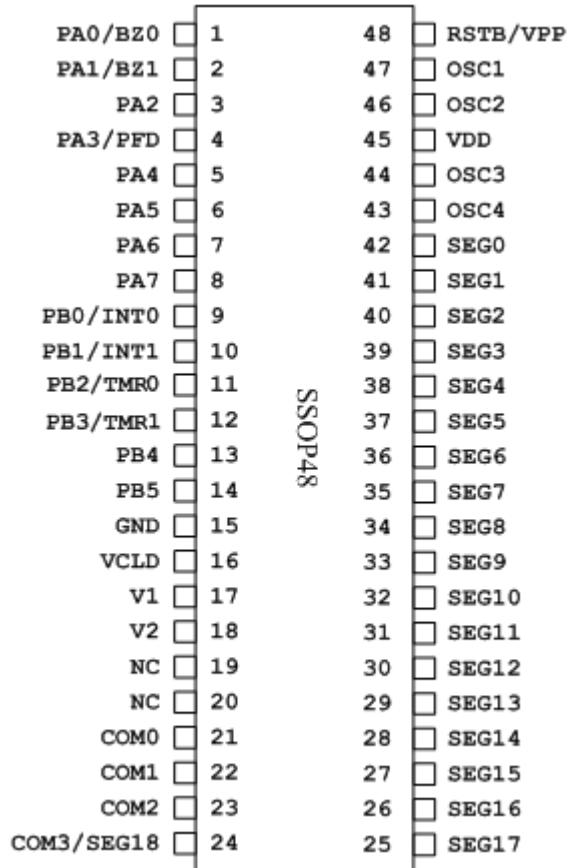 PA0/BZ0 1 48 RSTB/VPP
PA1/BZ1 2 47 OSC1
PA2 3 46 OSC2
PA3/PFD 4 45 VDD
PA4 5 44 OSC3
PA5 6 43 OSC4
PA6 7 42 SEG0
PA7 8 41 SEG1
PB0/INT0 9 40 SEG2
PB1/INT1 10 39 SEG3
PB2/TMR0 11 38 SEG4
PB3/TMR1 12 37 SEG5
PB4 13 36 SEG6
PB5 14 35 SEG7
GND 15 34 SEG8
VCLD 16 33 SEG9
V1 17 32 SEG10
V2 18 31 SEG11
NC 19 30 SEG12
NC 20 29 SEG13
COM0 21 28 SEG14
COM1 22 27 SEG15
COM2 23 26 SEG16
COM3/SEG18 24 25 SEG17
SSOP48